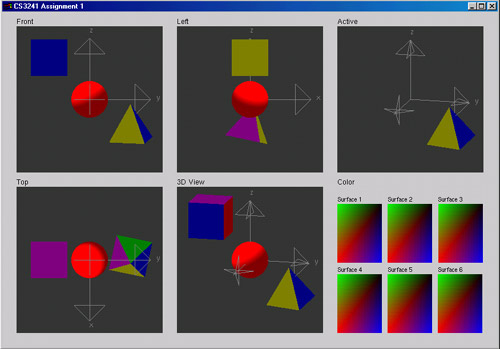 CS3241 Assignment 1
Front
Left
Active
z
y
z
x
z
y
Top
3D View
Color
y
x
z
y
Surface 1
Surface 2
Surface 3
Surface 4
Surface 5
Surface 6